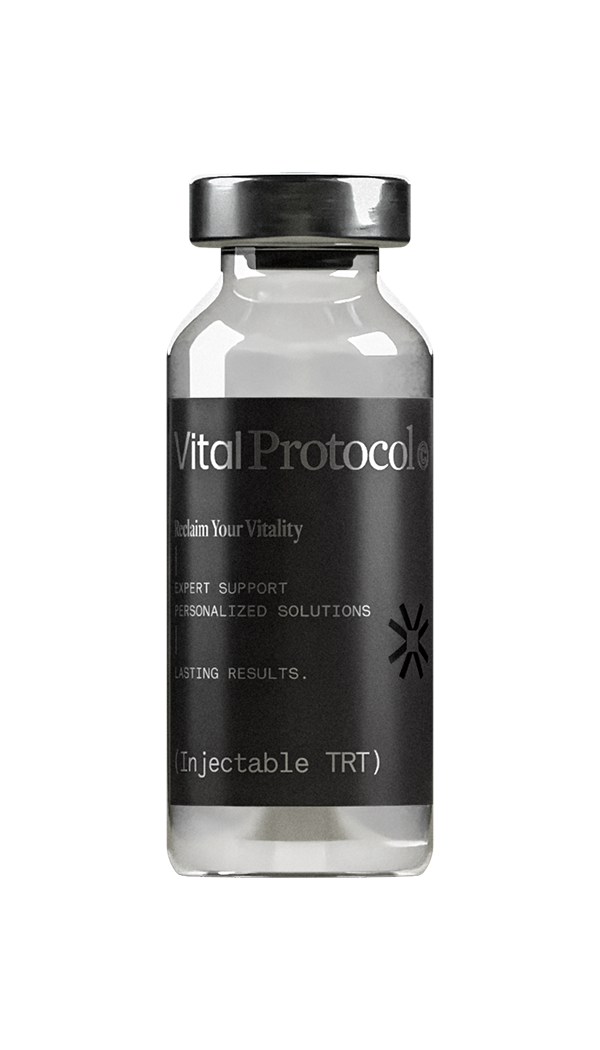 Vital Protocol©
Reclaim Your Vitality
EXPERT SUPPORT
PERSONALIZED SOLUTIONS
LASTING RESULTS.
(Injectable TRT)